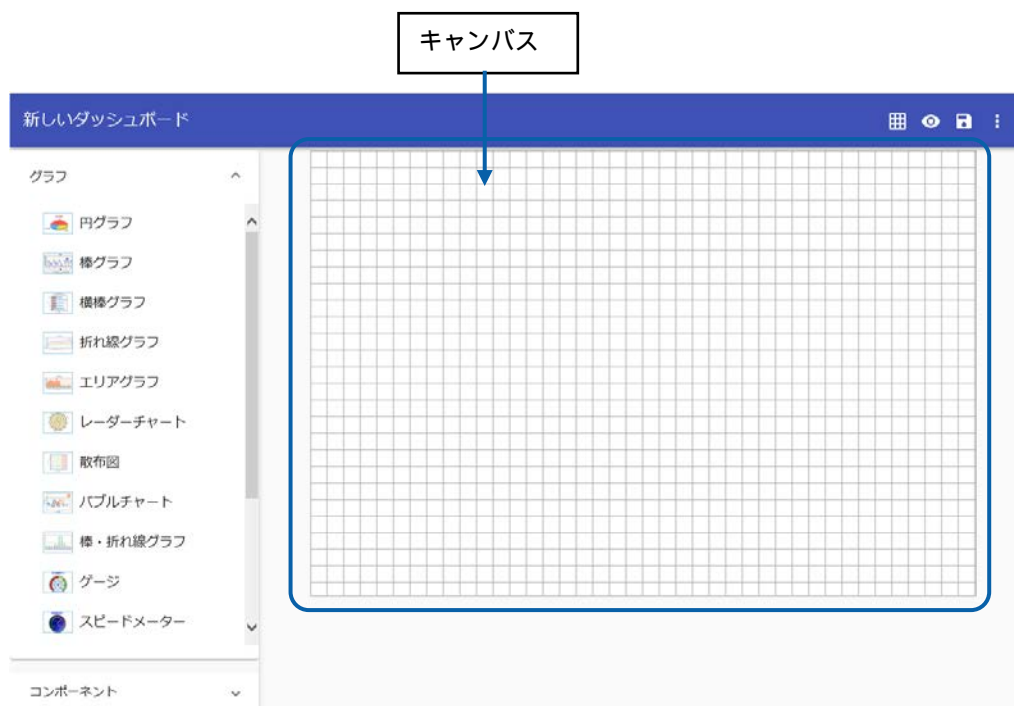 キャンバス
新しいダッシュボード
グラフ
円グラフ
棒グラフ
横棒グラフ
折れ線グラフ
エリアグラフ
レーダーチャート
散布図
バブルチャート
棒・折れ線グラフ
ゲージ
スピードメーター
コンポーネント